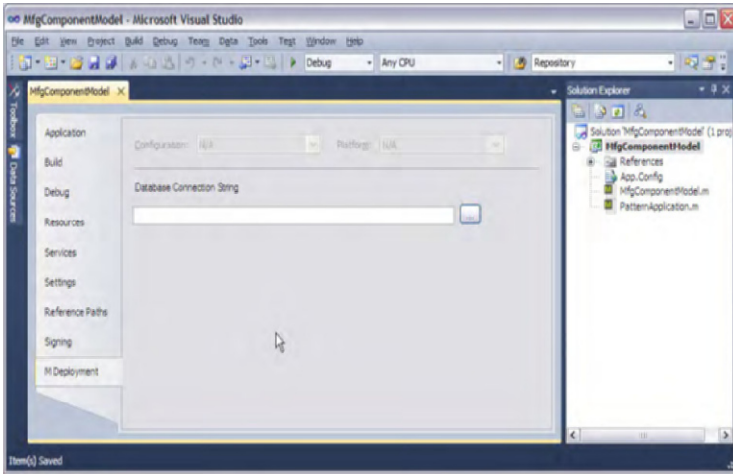 MfgComponentModel - Microsoft Visual Studio
File Edit View Project Build Debug Team Data Tools Test Window Help
Debug Any CPU Repository
Toolbox
Data Sources
MfgComponentModel
Application
Build
Debug
Resources
Services
Settings
Reference Paths
Signing
M Deployment
Configuration: N/A Platform: N/A
Database Connection String
...
Solution Explorer
Solution 'MfgComponentModel' (1 proj
MfgComponentModel
References
App.Config
MfgComponentModel.m
PatternApplication.m
Item(s) Saved